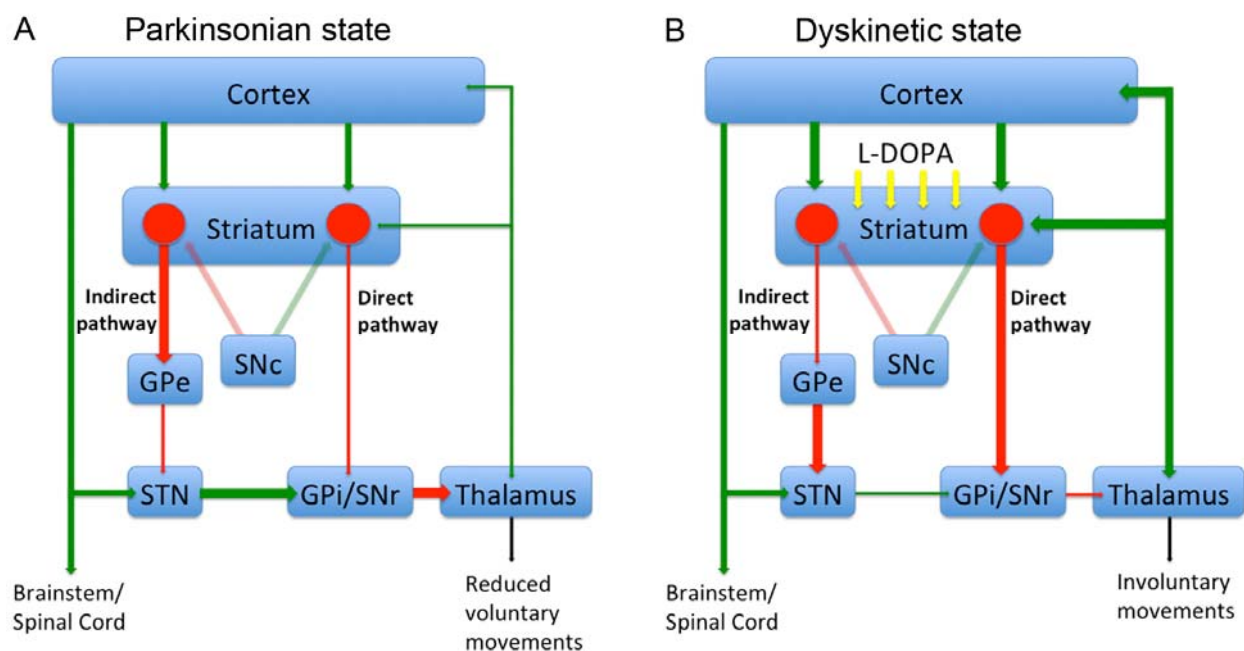 A Parkinsonian state
Cortex
Striatum
Indirect
pathway
Direct
pathway
SNc
GPe
STN
GPi/SNr
Thalamus
Brainstem/
Spinal Cord
Reduced
voluntary
movements
B Dyskinetic state
Cortex
L-DOPA
Striatum
Indirect
pathway
Direct
pathway
SNc
GPe
STN
GPi/SNr
Thalamus
Brainstem/
Spinal Cord
Involuntary
movements